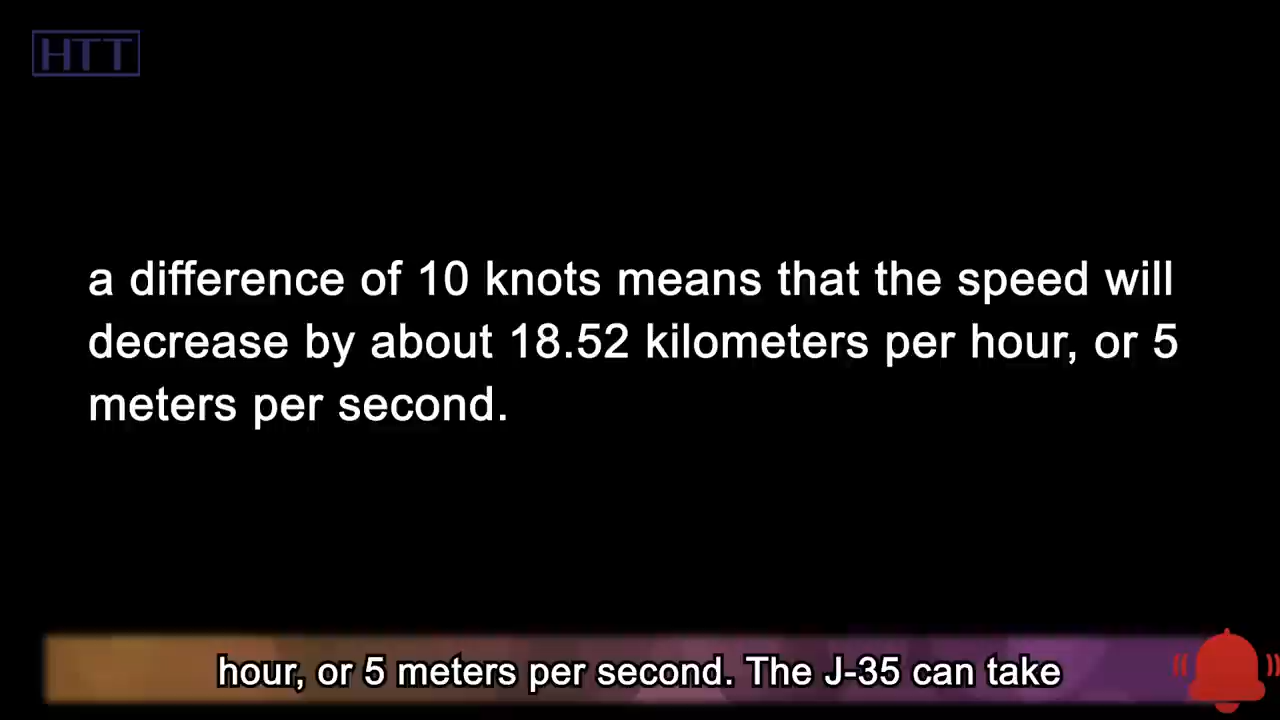 HTT
a difference of 10 knots means that the speed will
decrease by about 18.52 kilometers per hour, or 5
meters per second.
hour, or 5 meters per second. The J-35 can take